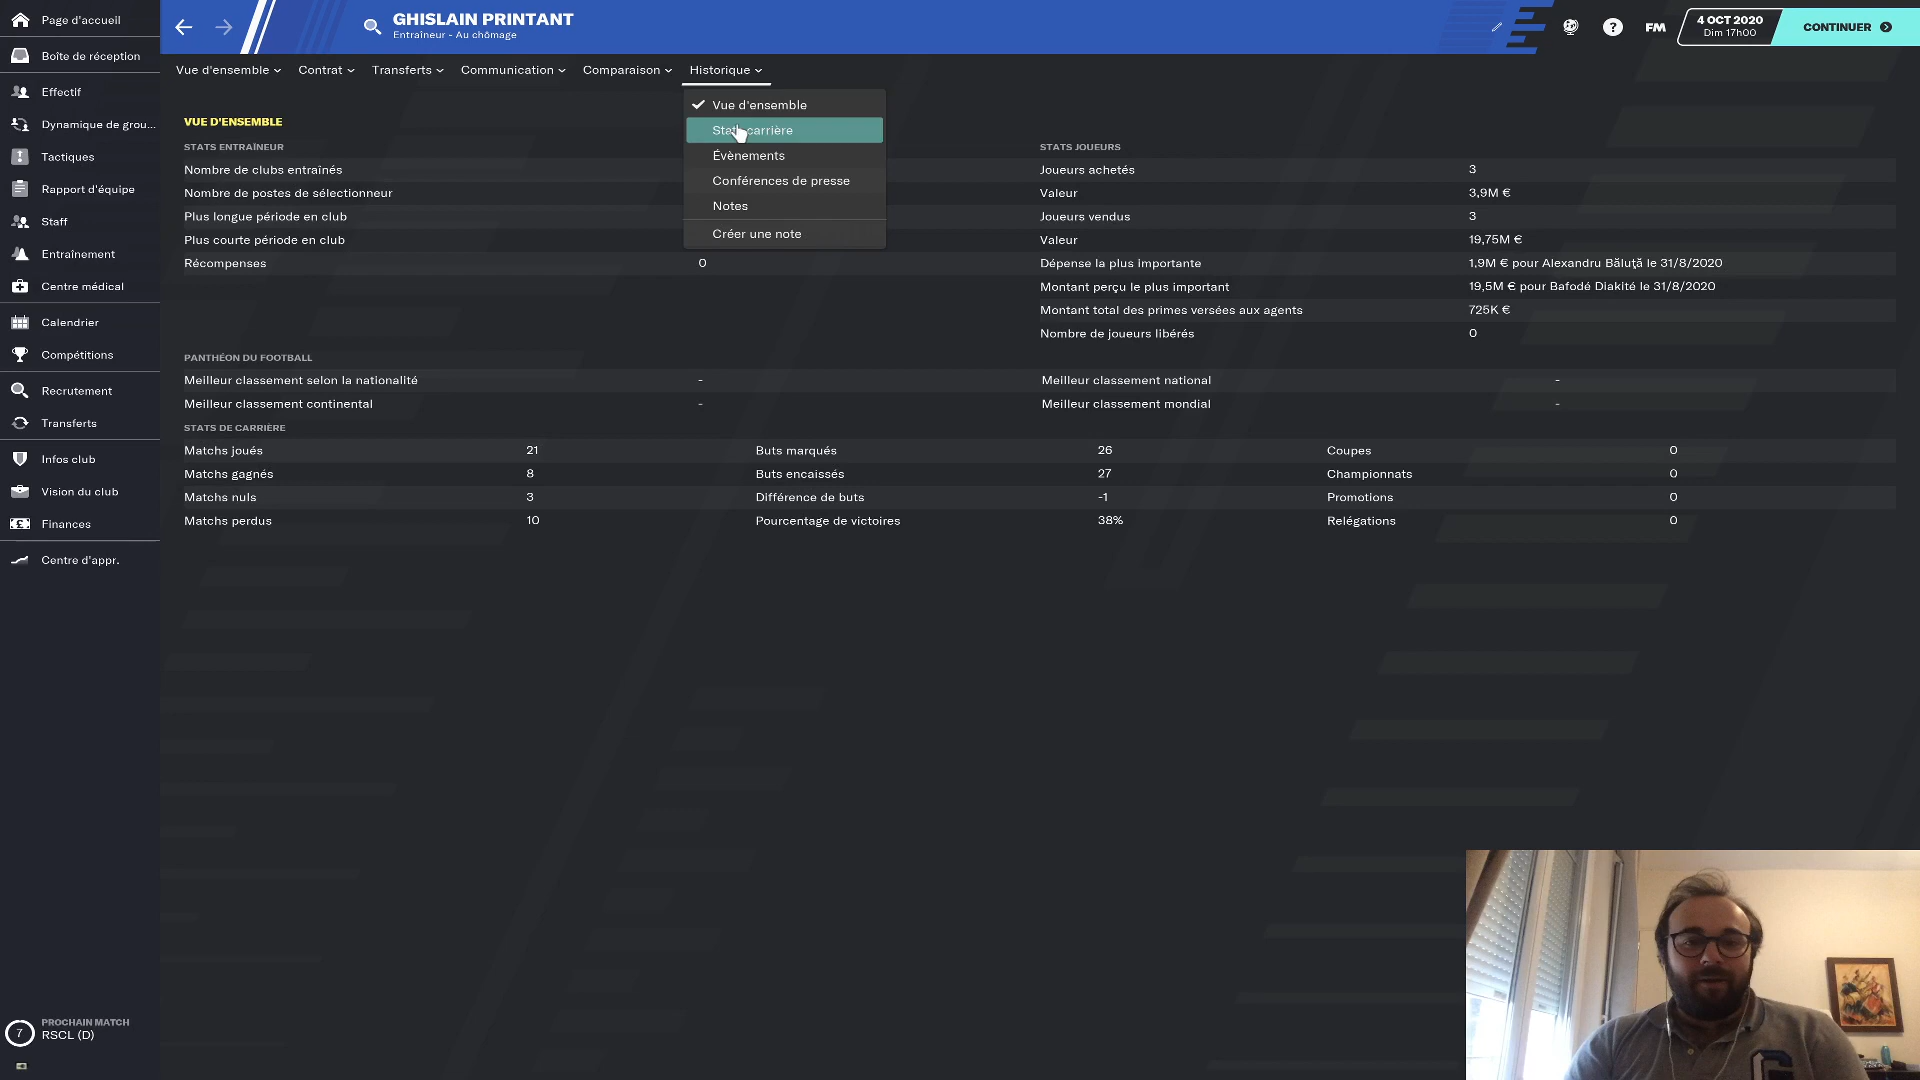 Page d'accueil
GHISLAIN PRINTANT
Entraîneur - Au chômage
FM
4 OCT 2020
Dim 17h00
CONTINUER
Boîte de réception
Vue d'ensemble
Contrat
Transferts
Communication
Comparaison
Historique
Effectif
Dynamique de grou...
Tactiques
Rapport d'équipe
Staff
Entraînement
Centre médical
Calendrier
Compétitions
Recrutement
Transferts
Infos club
Vision du club
Finances
Centre d'appr.
7
PROCHAIN MATCH
RSCL (D)
Vue d'ensemble
Stats carrière
Évènements
Conférences de presse
Notes
Créer une note
VUE D'ENSEMBLE
STATS ENTRAÎNEUR
Nombre de clubs entraînés
Nombre de postes de sélectionneur
Plus longue période en club
Plus courte période en club
Récompenses 0
STATS JOUEURS
Joueurs achetés 3
Valeur 3,9M €
Joueurs vendus 3
Valeur 19,75M €
Dépense la plus importante 1,9M € pour Alexandru Băluță le 31/8/2020
Montant perçu le plus important 19,5M € pour Bafodé Diakité le 31/8/2020
Montant total des primes versées aux agents 725K €
Nombre de joueurs libérés 0
PANTHÉON DU FOOTBALL
Meilleur classement selon la nationalité - Meilleur classement national -
Meilleur classement continental - Meilleur classement mondial -
STATS DE CARRIÈRE
Matchs joués 21 Buts marqués 26 Coupes 0
Matchs gagnés 8 Buts encaissés 27 Championnats 0
Matchs nuls 3 Différence de buts -1 Promotions 0
Matchs perdus 10 Pourcentage de victoires 38% Relégations 0